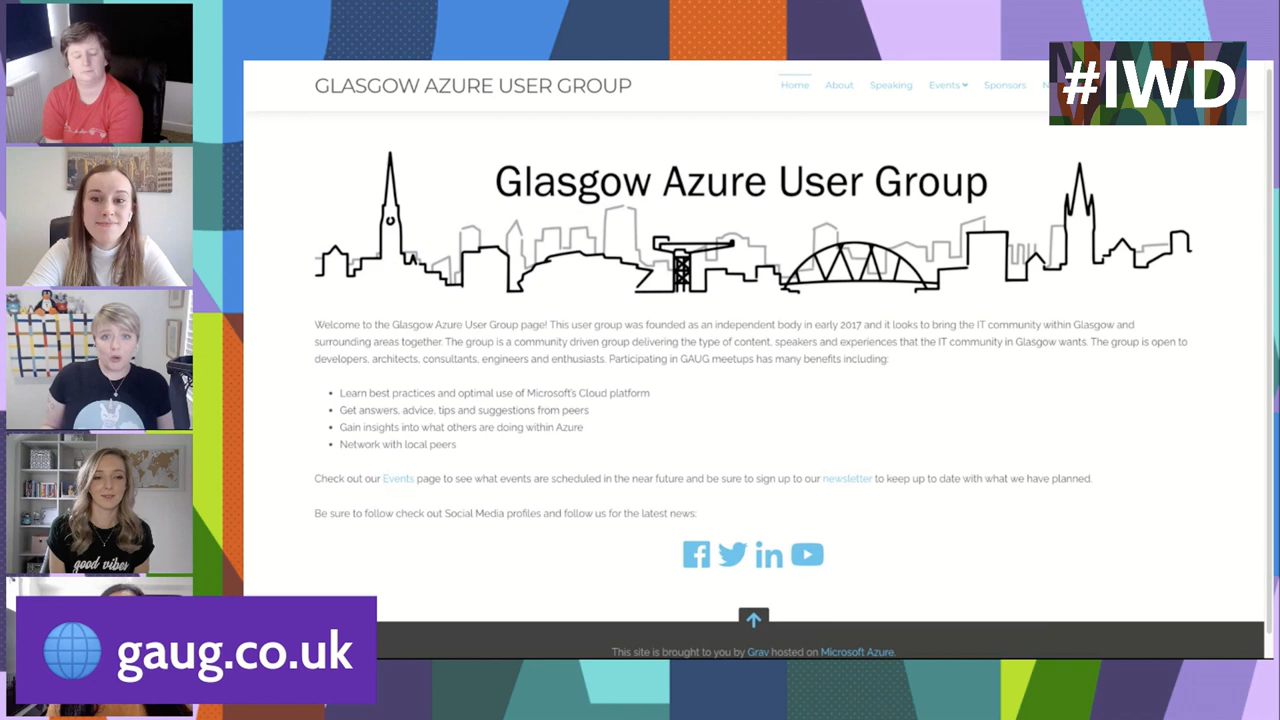 GLASGOW AZURE USER GROUP
Home About Speaking Events Sponsors
#IWD
Glasgow Azure User Group
Welcome to the Glasgow Azure User Group page! This user group was founded as an independent body in early 2017 and it looks to bring the IT community within Glasgow and
surrounding areas together. The group is a community driven group delivering the type of content, speakers and experiences that the IT community in Glasgow wants. The group is open to
developers, architects, consultants, engineers and enthusiasts. Participating in GAUG meetups has many benefits including:
• Learn best practices and optimal use of Microsoft's Cloud platform
• Get answers, advice, tips and suggestions from peers
• Gain insights into what others are doing within Azure
• Network with local peers
Check out our Events page to see what events are scheduled in the near future and be sure to sign up to our newsletter to keep up to date with what we have planned.
Be sure to follow check out Social Media profiles and follow us for the latest news:
good vibes
gaug.co.uk
This site is brought to you by Grav hosted on Microsoft Azure.